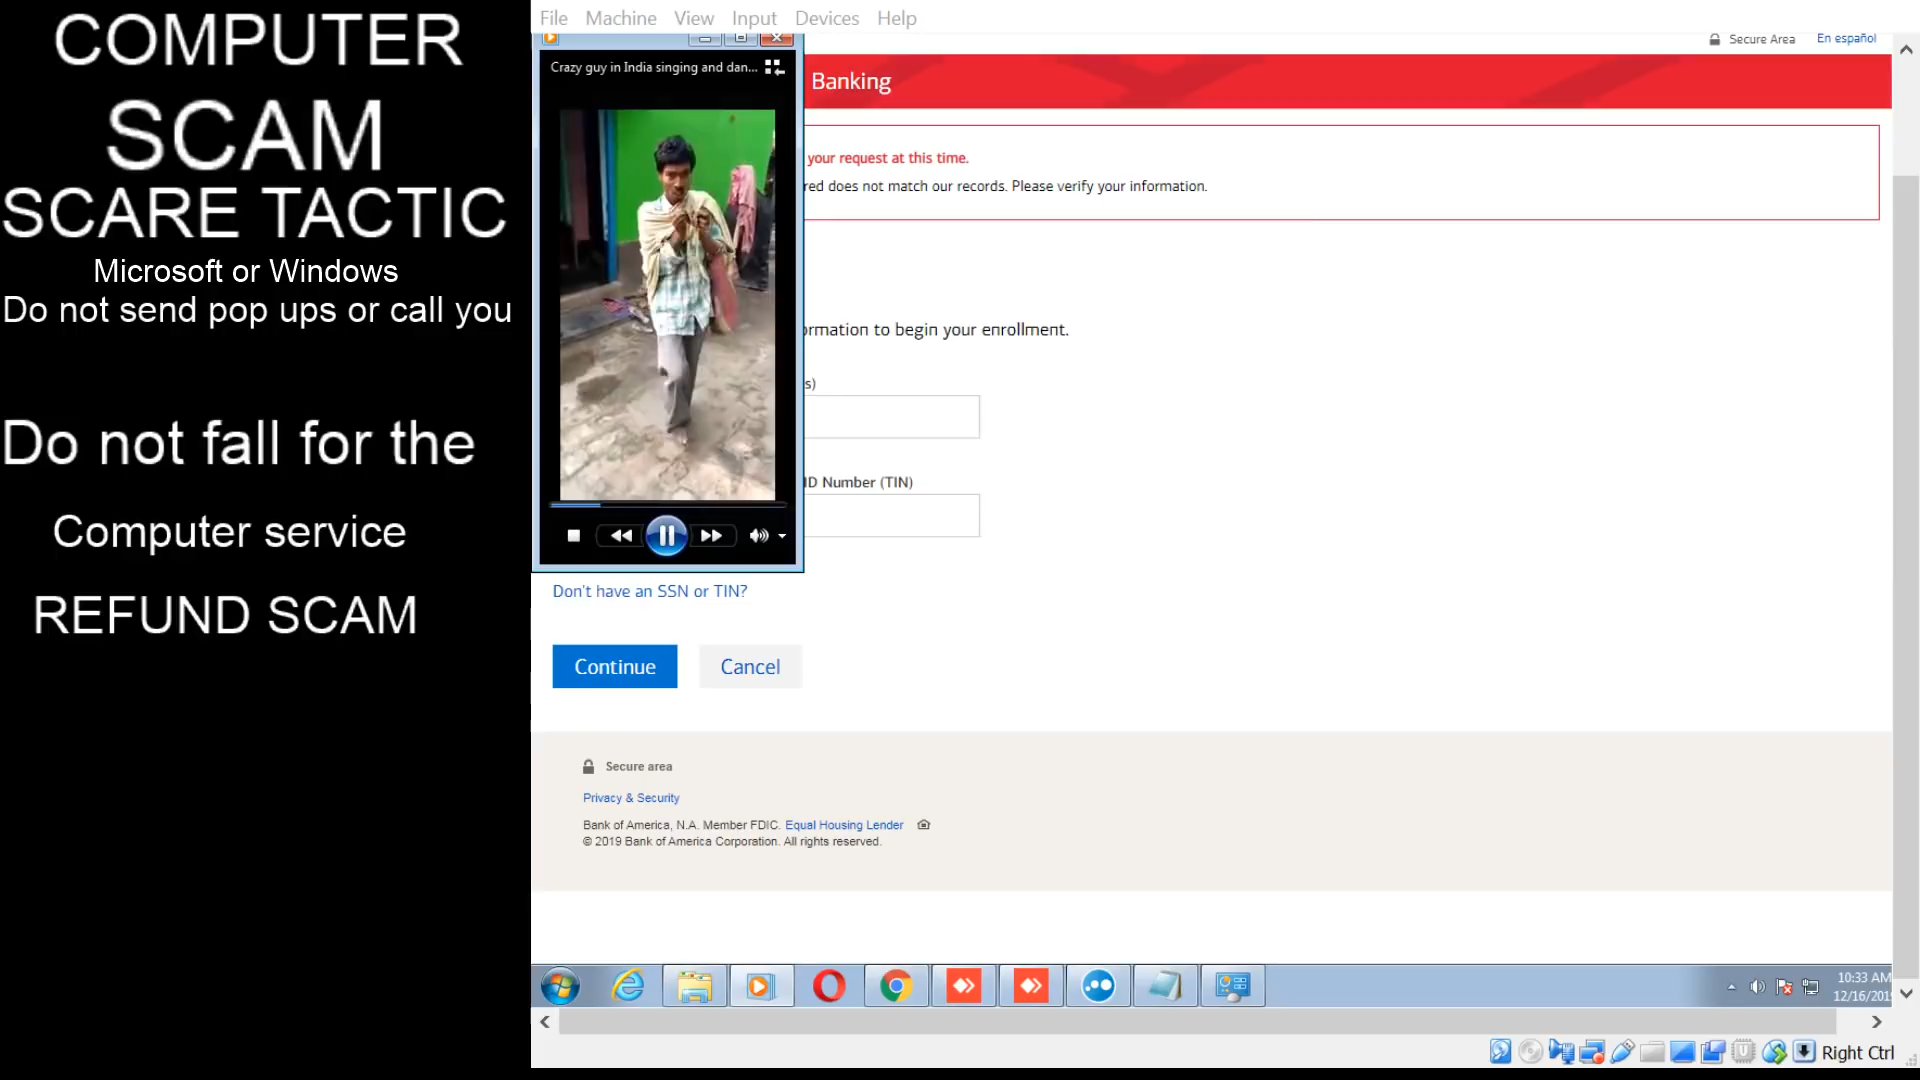 COMPUTER
SCAM
SCARE TACTIC
Microsoft or Windows
Do not send pop ups or call you
Do not fall for the
Computer service
REFUND SCAM
File Machine View Input Devices Help
Secure Area En español
Crazy guy in India singing and dan...
Banking
your request at this time.
red does not match our records. Please verify your information.
ormation to begin your enrollment.
s)
ID Number (TIN)
Don't have an SSN or TIN?
Continue Cancel
Secure area
Privacy & Security
Bank of America, N.A. Member FDIC. Equal Housing Lender
© 2019 Bank of America Corporation. All rights reserved.
10:33 AM
12/16/201
Right Ctrl